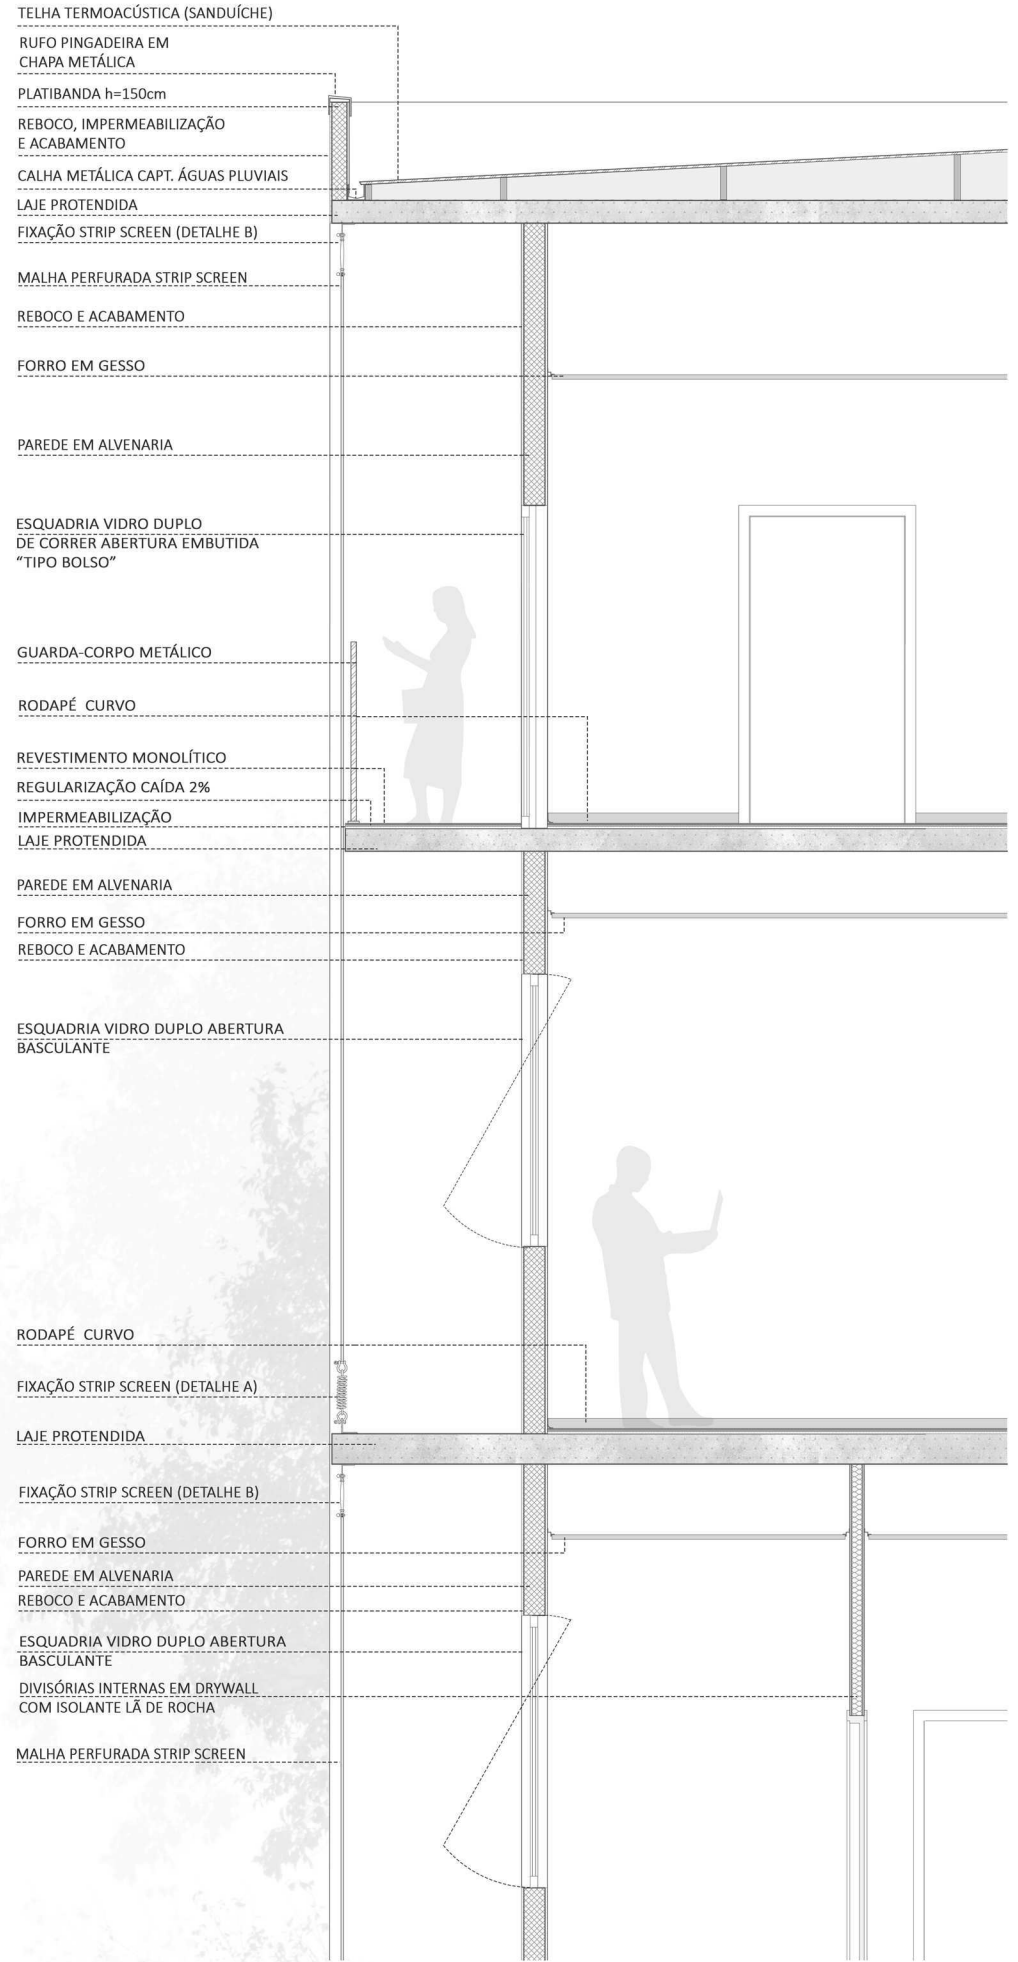 TELHA TERMOACÚSTICA (SANDUÍCHE)
RUFO PINGADEIRA EM
CHAPA METÁLICA
PLATIBANDA h=150cm
REBOCO, IMPERMEABILIZAÇÃO
E ACABAMENTO
CALHA METÁLICA CAPT. ÁGUAS PLUVIAIS
LAJE PROTENDIDA
FIXAÇÃO STRIP SCREEN (DETALHE B)
MALHA PERFURADA STRIP SCREEN
REBOCO E ACABAMENTO
FORRO EM GESSO
PAREDE EM ALVENARIA
ESQUADRIA VIDRO DUPLO
DE CORRER ABERTURA EMBUTIDA
“TIPO BOLSO”
GUARDA-CORPO METÁLICO
RODAPÉ CURVO
REVESTIMENTO MONOLÍTICO
REGULARIZAÇÃO CAÍDA 2%
IMPERMEABILIZAÇÃO
LAJE PROTENDIDA
PAREDE EM ALVENARIA
FORRO EM GESSO
REBOCO E ACABAMENTO
ESQUADRIA VIDRO DUPLO ABERTURA
BASCULANTE
RODAPÉ CURVO
FIXAÇÃO STRIP SCREEN (DETALHE A)
LAJE PROTENDIDA
FIXAÇÃO STRIP SCREEN (DETALHE B)
FORRO EM GESSO
PAREDE EM ALVENARIA
REBOCO E ACABAMENTO
ESQUADRIA VIDRO DUPLO ABERTURA
BASCULANTE
DIVISÓRIAS INTERNAS EM DRYWALL
COM ISOLANTE LÃ DE ROCHA
MALHA PERFURADA STRIP SCREEN